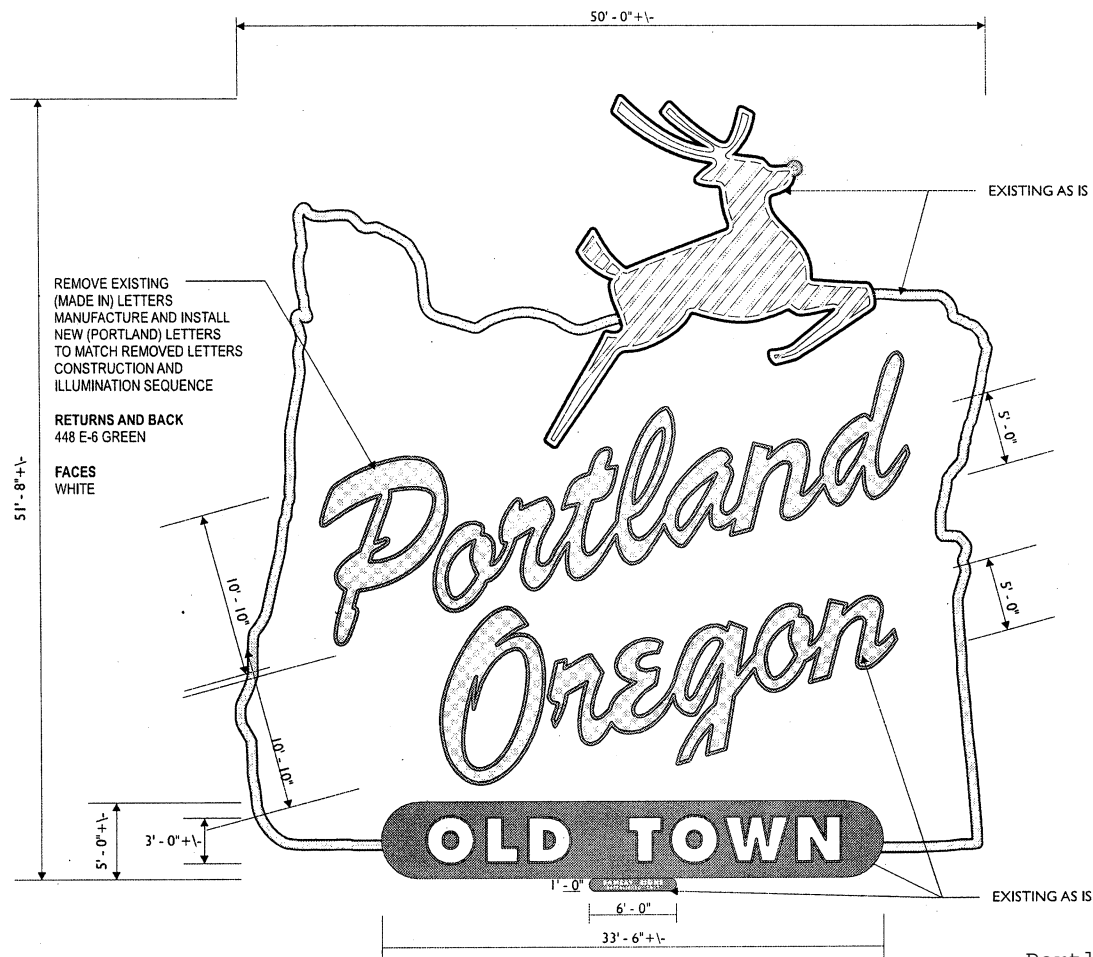 50' - 0"+\-
EXISTING AS IS
REMOVE EXISTING
(MADE IN) LETTERS
MANUFACTURE AND INSTALL
NEW (PORTLAND) LETTERS
TO MATCH REMOVED LETTERS
CONSTRUCTION AND
ILLUMINATION SEQUENCE
RETURNS AND BACK
448 E-6 GREEN
FACES
WHITE
51' - 8"+\-
5' - 0"
Portland
10' - 10"
5' - 0"
Oregon
10' - 10"
5' - 0"+\-
3' - 0"+\-
OLD TOWN
1' - 0"
EXISTING AS IS
6' - 0"
33' - 6"+\-